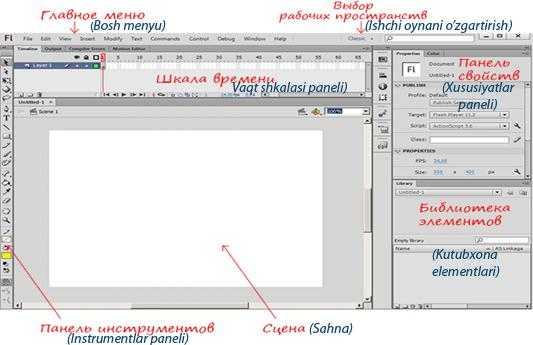 Главное меню
(Bosh menyu)
Выбор
рабочих пространств
(Ishchi oynani o'zgartirish)
Fl File Edit View Insert Modify Text Commands Control Debug Window Help Classic
Timeline Output Compiler Errors Motion Editor
Layer 1
Шкала времени
Vaqt shkalasi paneli)
Untitled-1
Scene 1
100%
Properties
Fl Document
Untitled-1
Панель
свойств
(Xususiyatlar
paneli)
PUBLISH
Profile: Default
Target: Flash Player 11.2
Script: ActionScript 3.0
Class:
PROPERTIES
FPS: 24,00
Size: 550 x 400 px
Library
Untitled-1
Библиотека
элементов
Empty library
Name AS Linkage
(Kutubxona
elementlari)
Панель инструментов
(Instrumentlar paneli)
Сцена (Sahna)